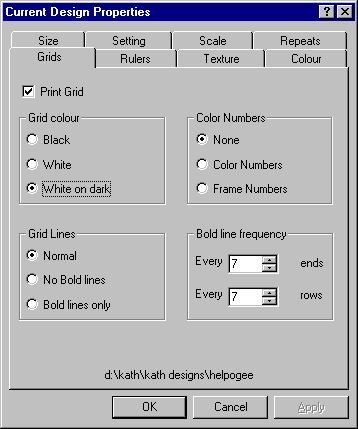 Current Design Properties
Size Setting Scale Repeats
Grids Rulers Texture Colour
Print Grid
Grid colour Color Numbers
Black None
White Color Numbers
White on dark Frame Numbers
Grid Lines Bold line frequency
Normal Every 7 ends
No Bold lines
Bold lines only Every 7 rows
d:\kath\kath designs\helpogee
OK Cancel Apply